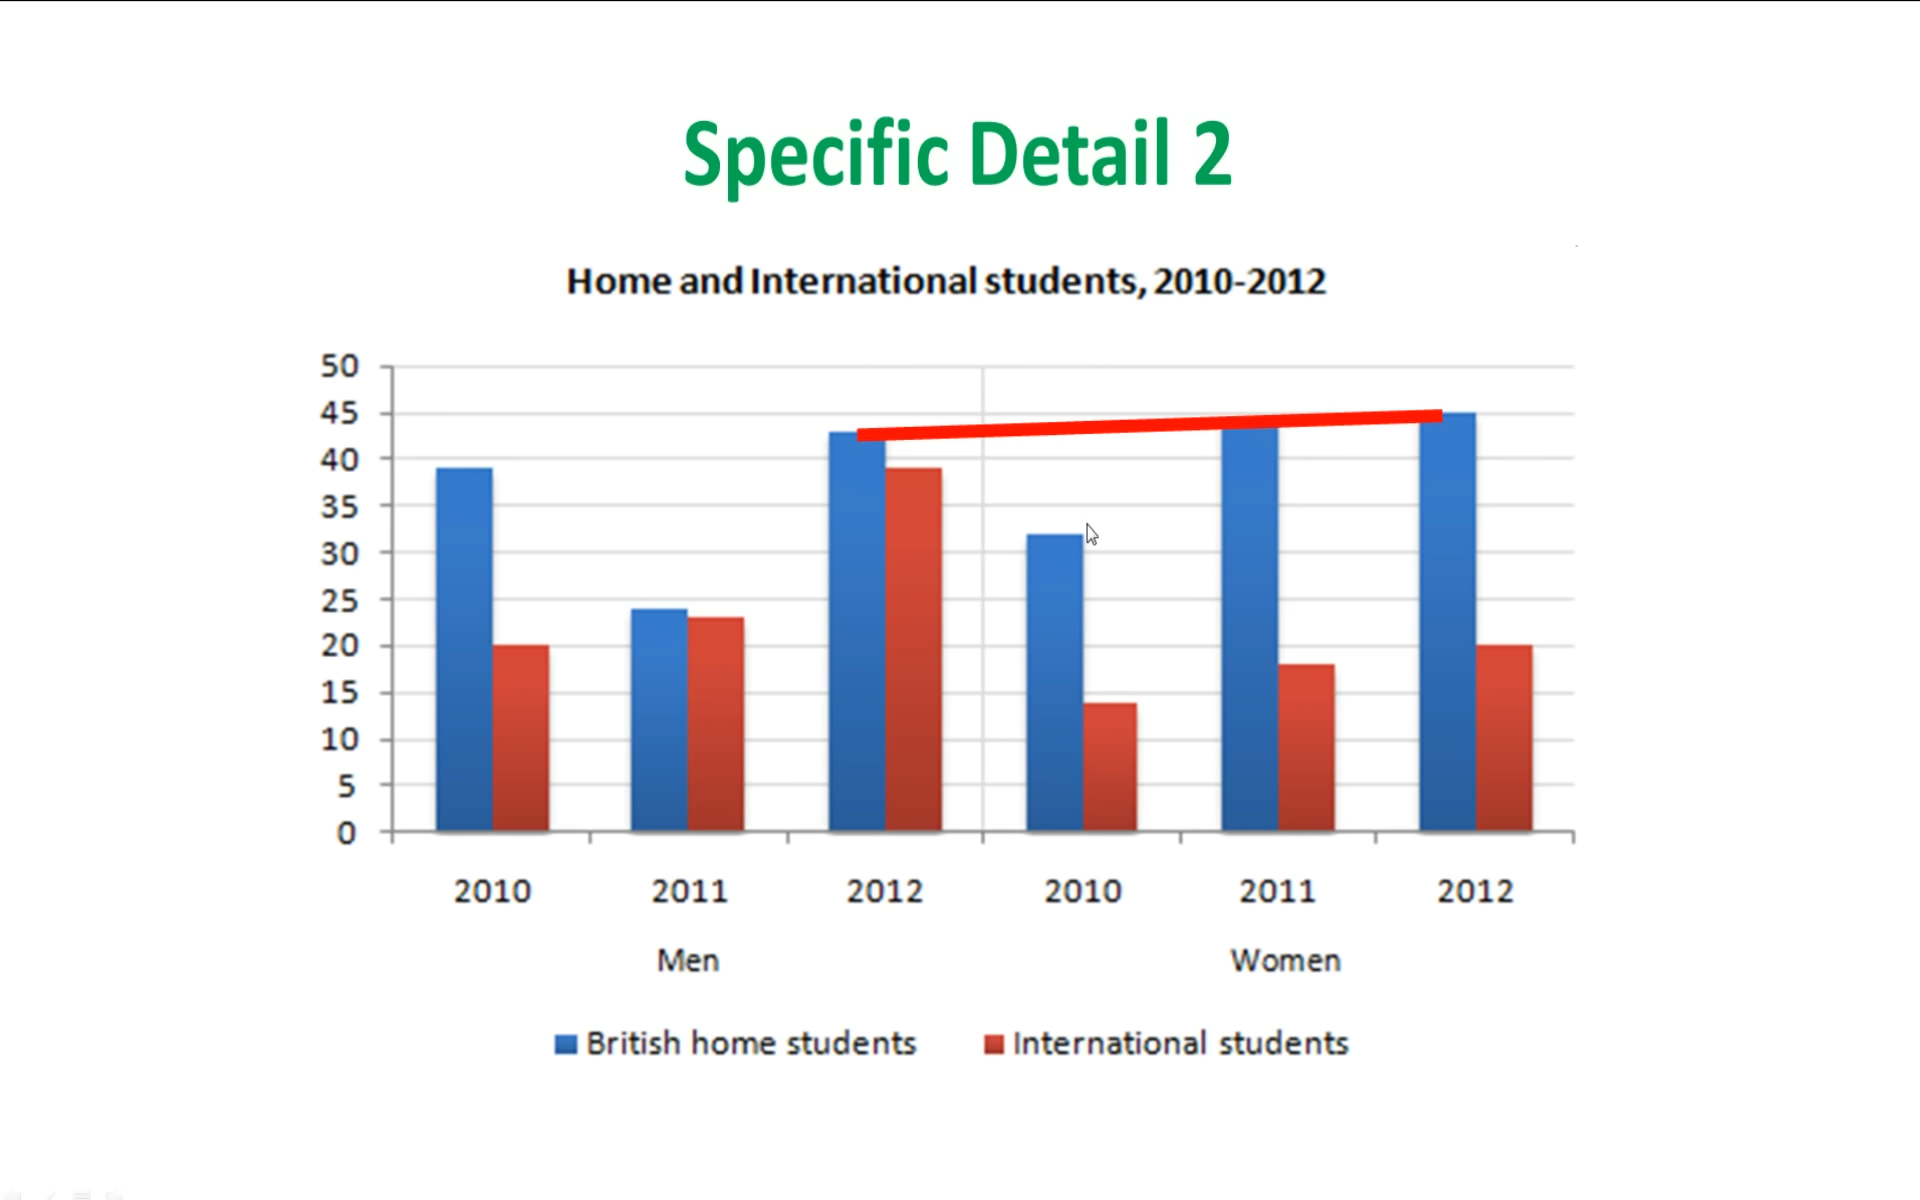 Specific Detail 2
Home and International students, 2010-2012
50
45
40
35
30
25
20
15
10
5
0
2010 2011 2012 2010 2011 2012
Men Women
British home students International students